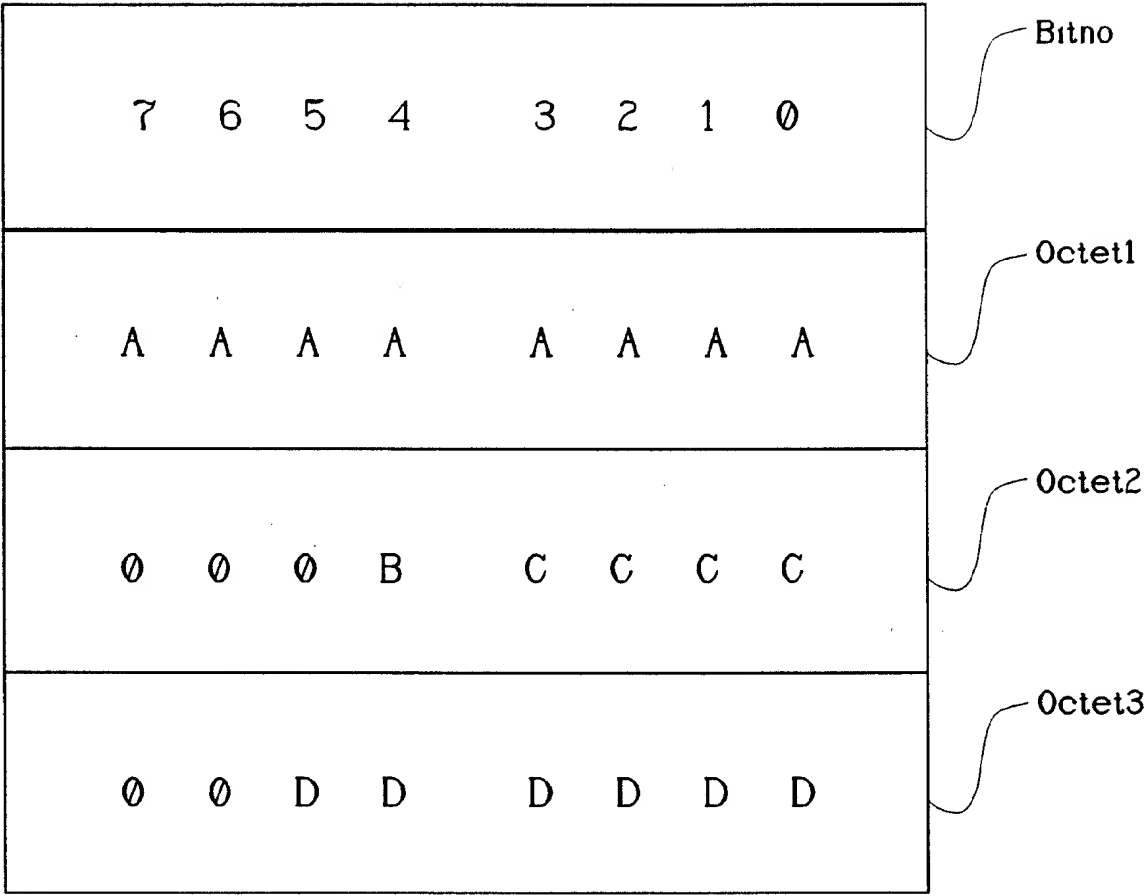 Bitno
7 6 5 4 3 2 1 0
Octet1
A A A A A A A A
Octet2
0 0 0 B C C C C
Octet3
0 0 D D D D D D